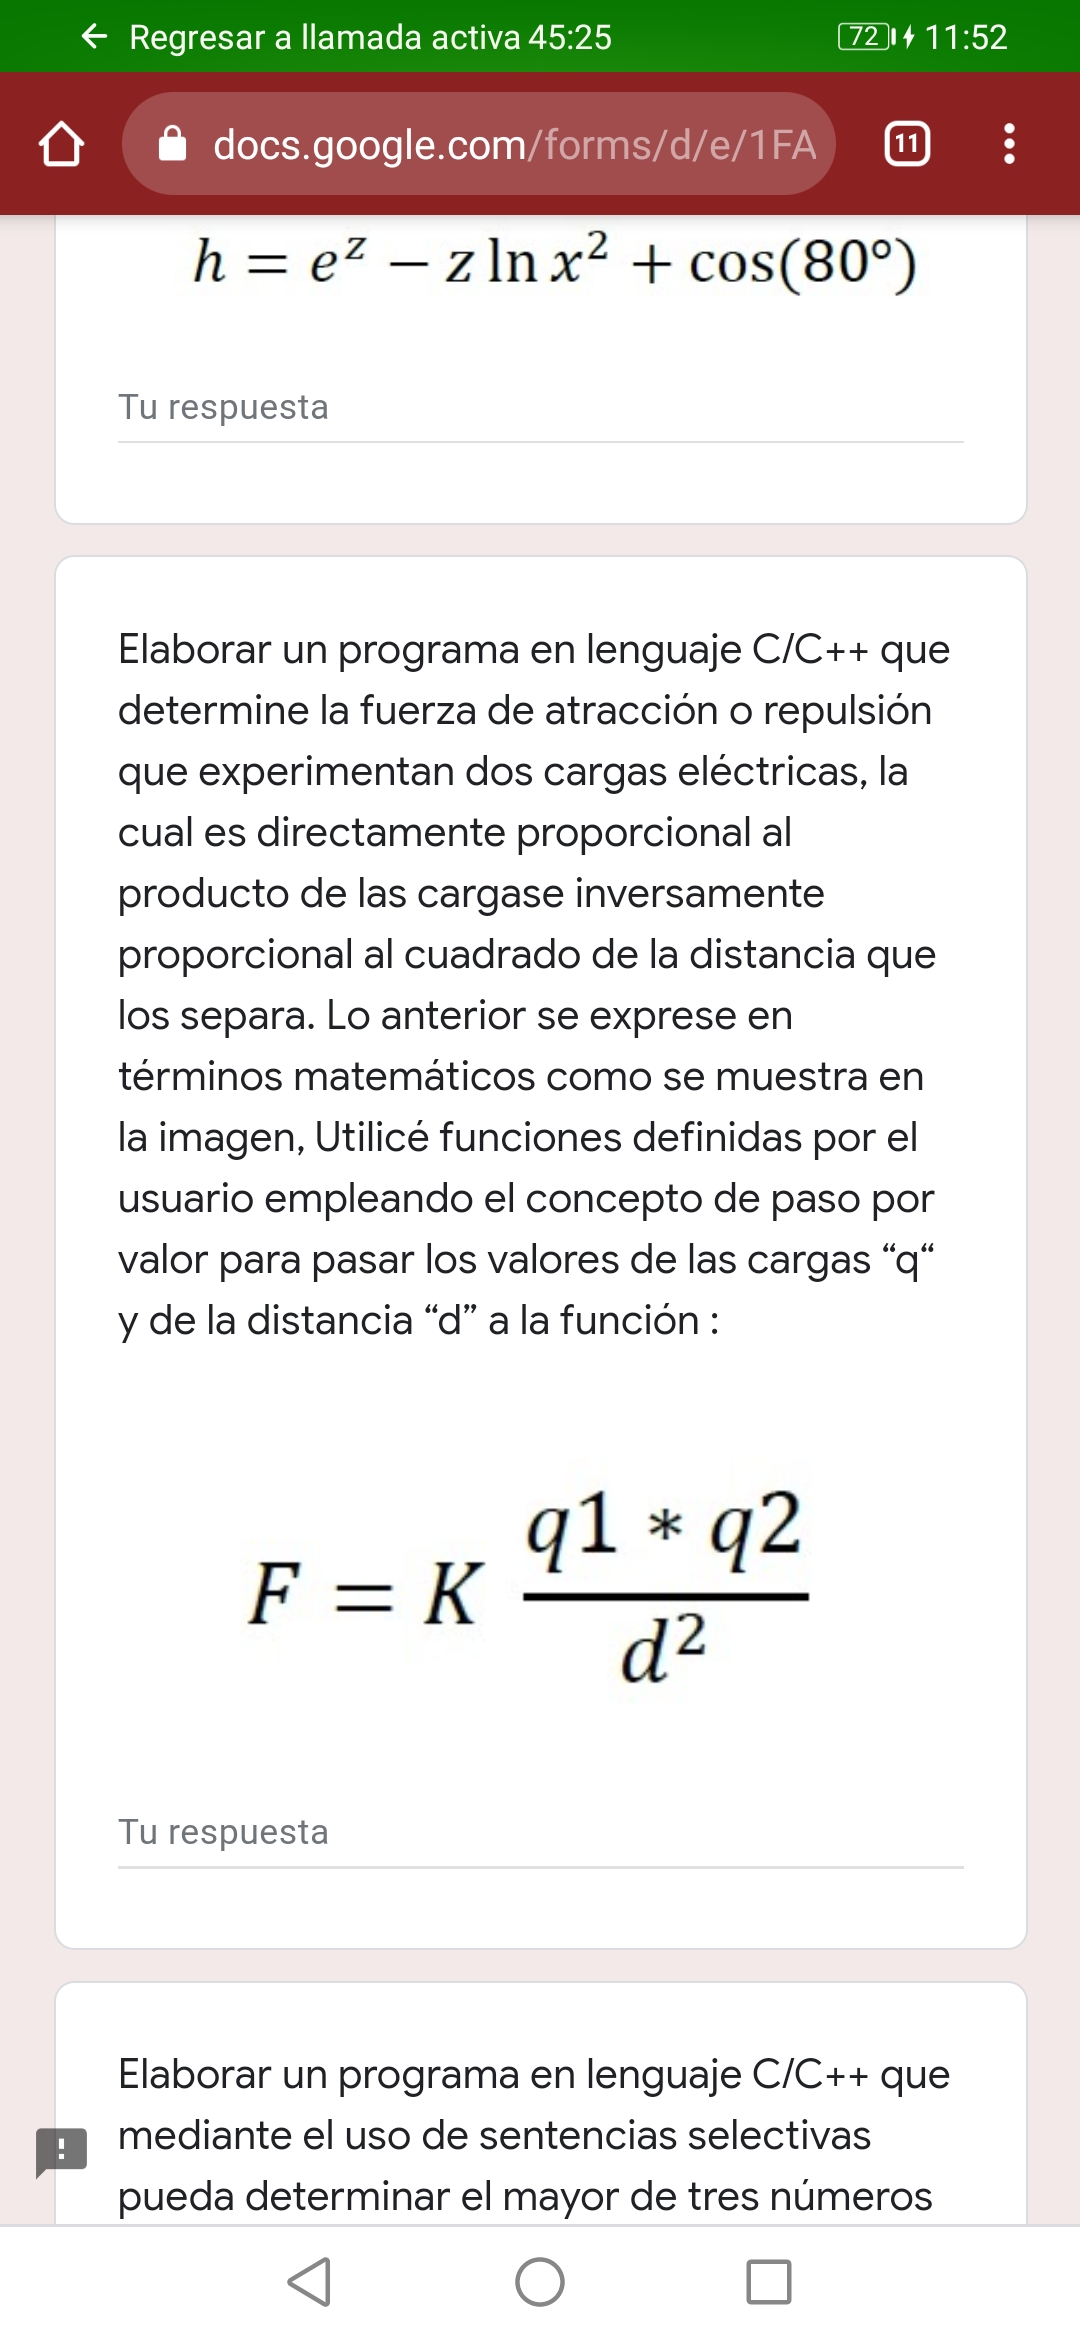 ← Regresar a llamada activa 45:25 72 11:52
docs.google.com/forms/d/e/1FA 11
h = e^z − z ln x² + cos(80°)
Tu respuesta
Elaborar un programa en lenguaje C/C++ que
determine la fuerza de atracción o repulsión
que experimentan dos cargas eléctricas, la
cual es directamente proporcional al
producto de las cargase inversamente
proporcional al cuadrado de la distancia que
los separa. Lo anterior se exprese en
términos matemáticos como se muestra en
la imagen, Utilicé funciones definidas por el
usuario empleando el concepto de paso por
valor para pasar los valores de las cargas “q“
y de la distancia “d” a la función :
q1 * q2
F = K
d²
Tu respuesta
Elaborar un programa en lenguaje C/C++ que
mediante el uso de sentencias selectivas
pueda determinar el mayor de tres números